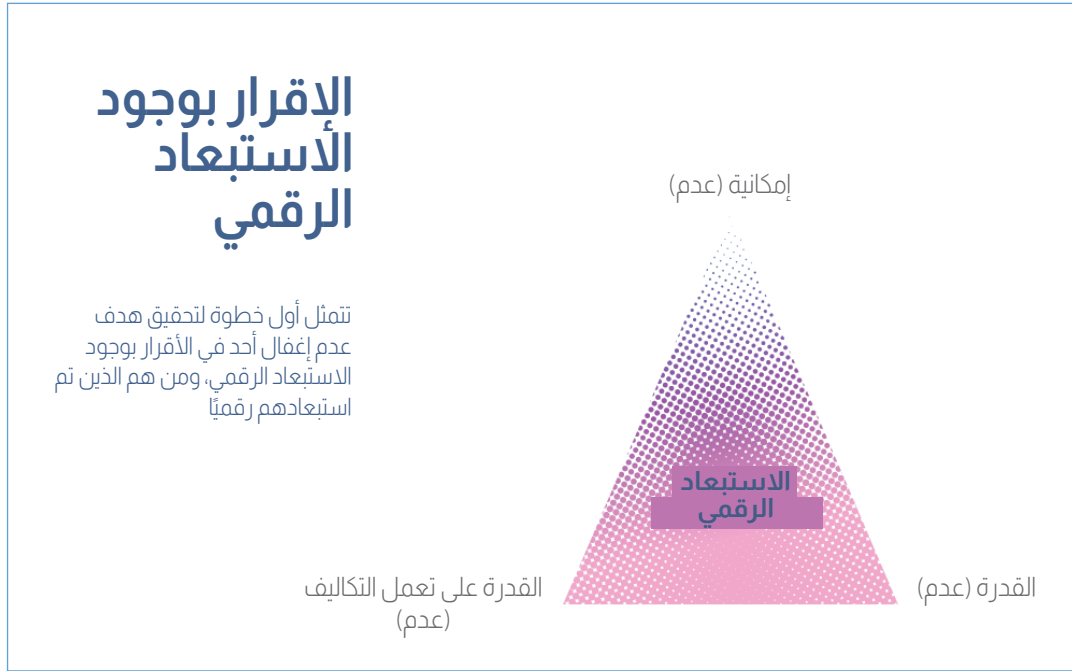 الإقرار بوجود
الاستبعاد
الرقمي
تتمثل أول خطوة لتحقيق هدف
عدم إغفال أحد في الأقرار بوجود
الاستبعاد الرقمي، ومن هم الذين تم
استبعادهم رقميًا
إمكانية (عدم)
الاستبعاد
الرقمي
القدرة (عدم)
القدرة على تعمل التكاليف
(عدم)